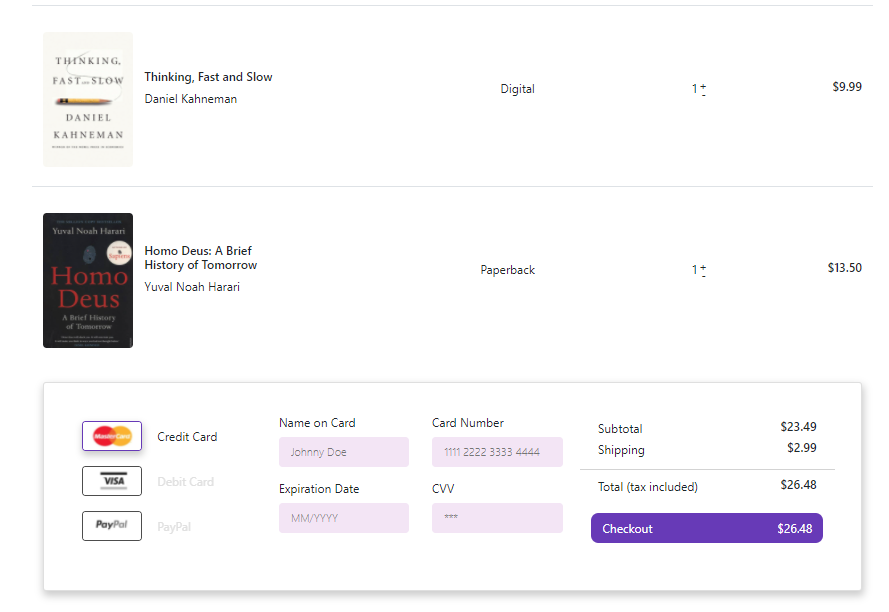 THINKING,
FAST AND SLOW
DANIEL
KAHNEMAN
Thinking, Fast and Slow
Daniel Kahneman
Digital
1 +
-
$9.99
Yuval Noah Harari
Sapiens
Homo
Deus
A Brief History
of Tomorrow
Homo Deus: A Brief
History of Tomorrow
Yuval Noah Harari
Paperback
1 +
-
$13.50
MasterCard
Credit Card
VISA
Debit Card
PayPal
PayPal
Name on Card
Johnny Doe
Card Number
1111 2222 3333 4444
Expiration Date
MM/YYYY
CVV
***
Subtotal
$23.49
Shipping
$2.99
Total (tax included)
$26.48
Checkout
$26.48